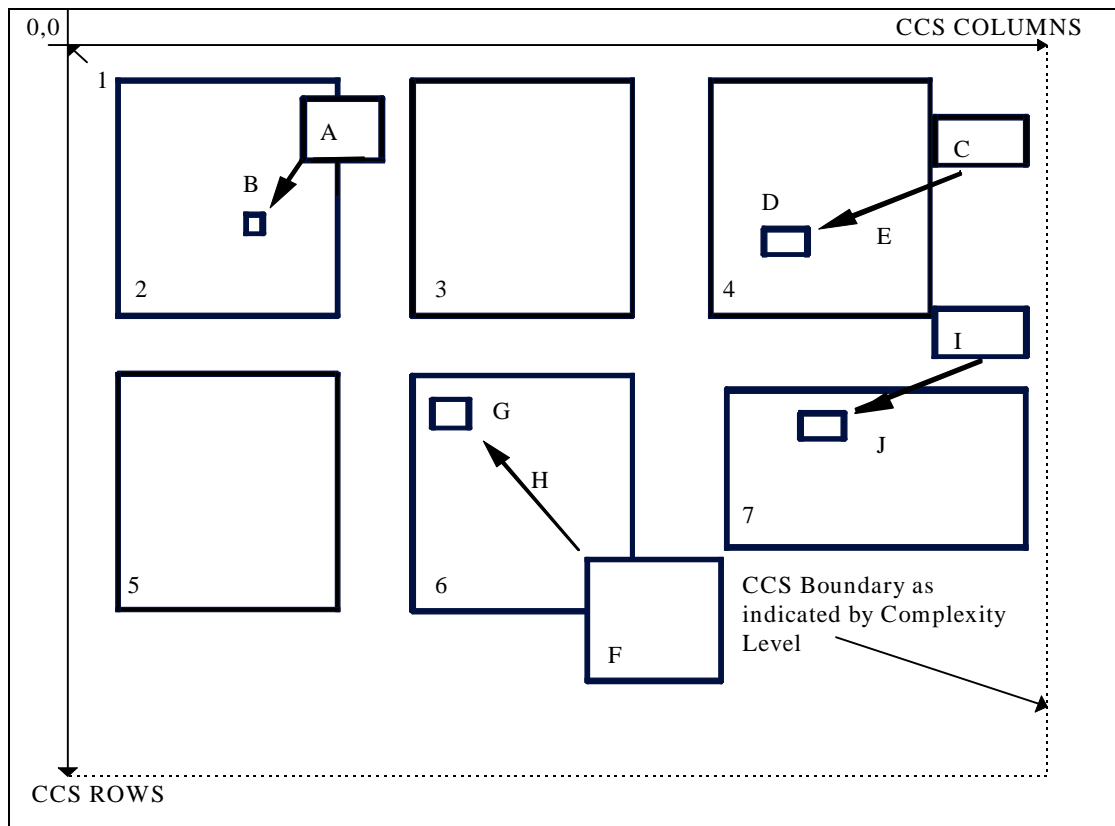 0,0
CCS COLUMNS
1
A
C
B
D
E
2
3
4
I
G
J
H
7
5
6
CCS Boundary as
indicated by Complexity
Level
F
CCS ROWS